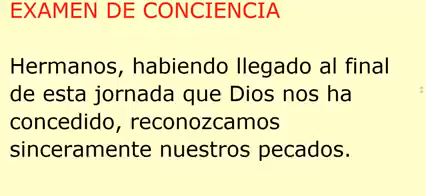 EXAMEN DE CONCIENCIA
Hermanos, habiendo llegado al final
de esta jornada que Dios nos ha
concedido, reconozcamos
sinceramente nuestros pecados.